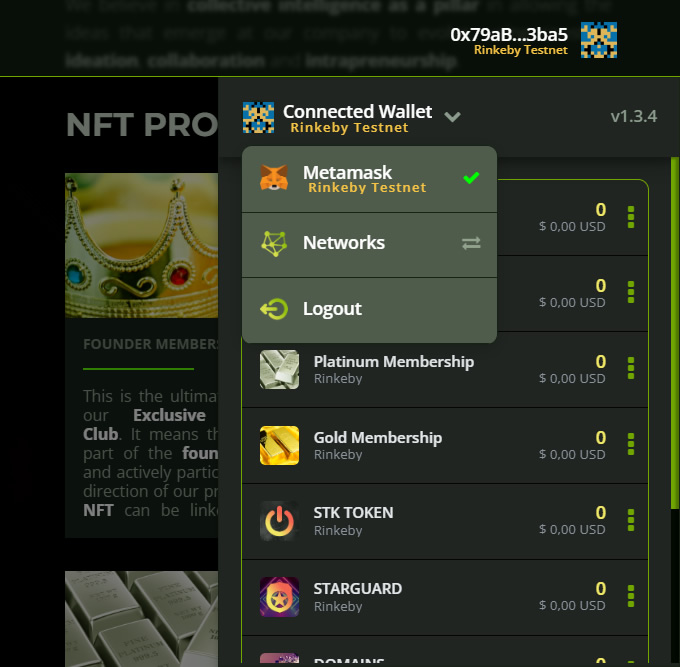 We believe in collective intelligence as a pillar in allowing the
ideas that emerge at our company to
ideation, collaboration and intrapreneurship.
0x79aB...3ba5
Rinkeby Testnet
NFT PRO
Connected Wallet
Rinkeby Testnet
v1.3.4
Metamask
Rinkeby Testnet
Networks
Logout
0
$ 0,00 USD
0
$ 0,00 USD
Platinum Membership
Rinkeby
0
$ 0,00 USD
Gold Membership
Rinkeby
0
$ 0,00 USD
STK TOKEN
Rinkeby
0
$ 0,00 USD
STARGUARD
Rinkeby
0
$ 0,00 USD
DOMAINS
0
FOUNDER MEMBERS
This is the ultima
our Exclusive
Club. It means th
part of the foun
and actively partic
direction of our pr
NFT can be link